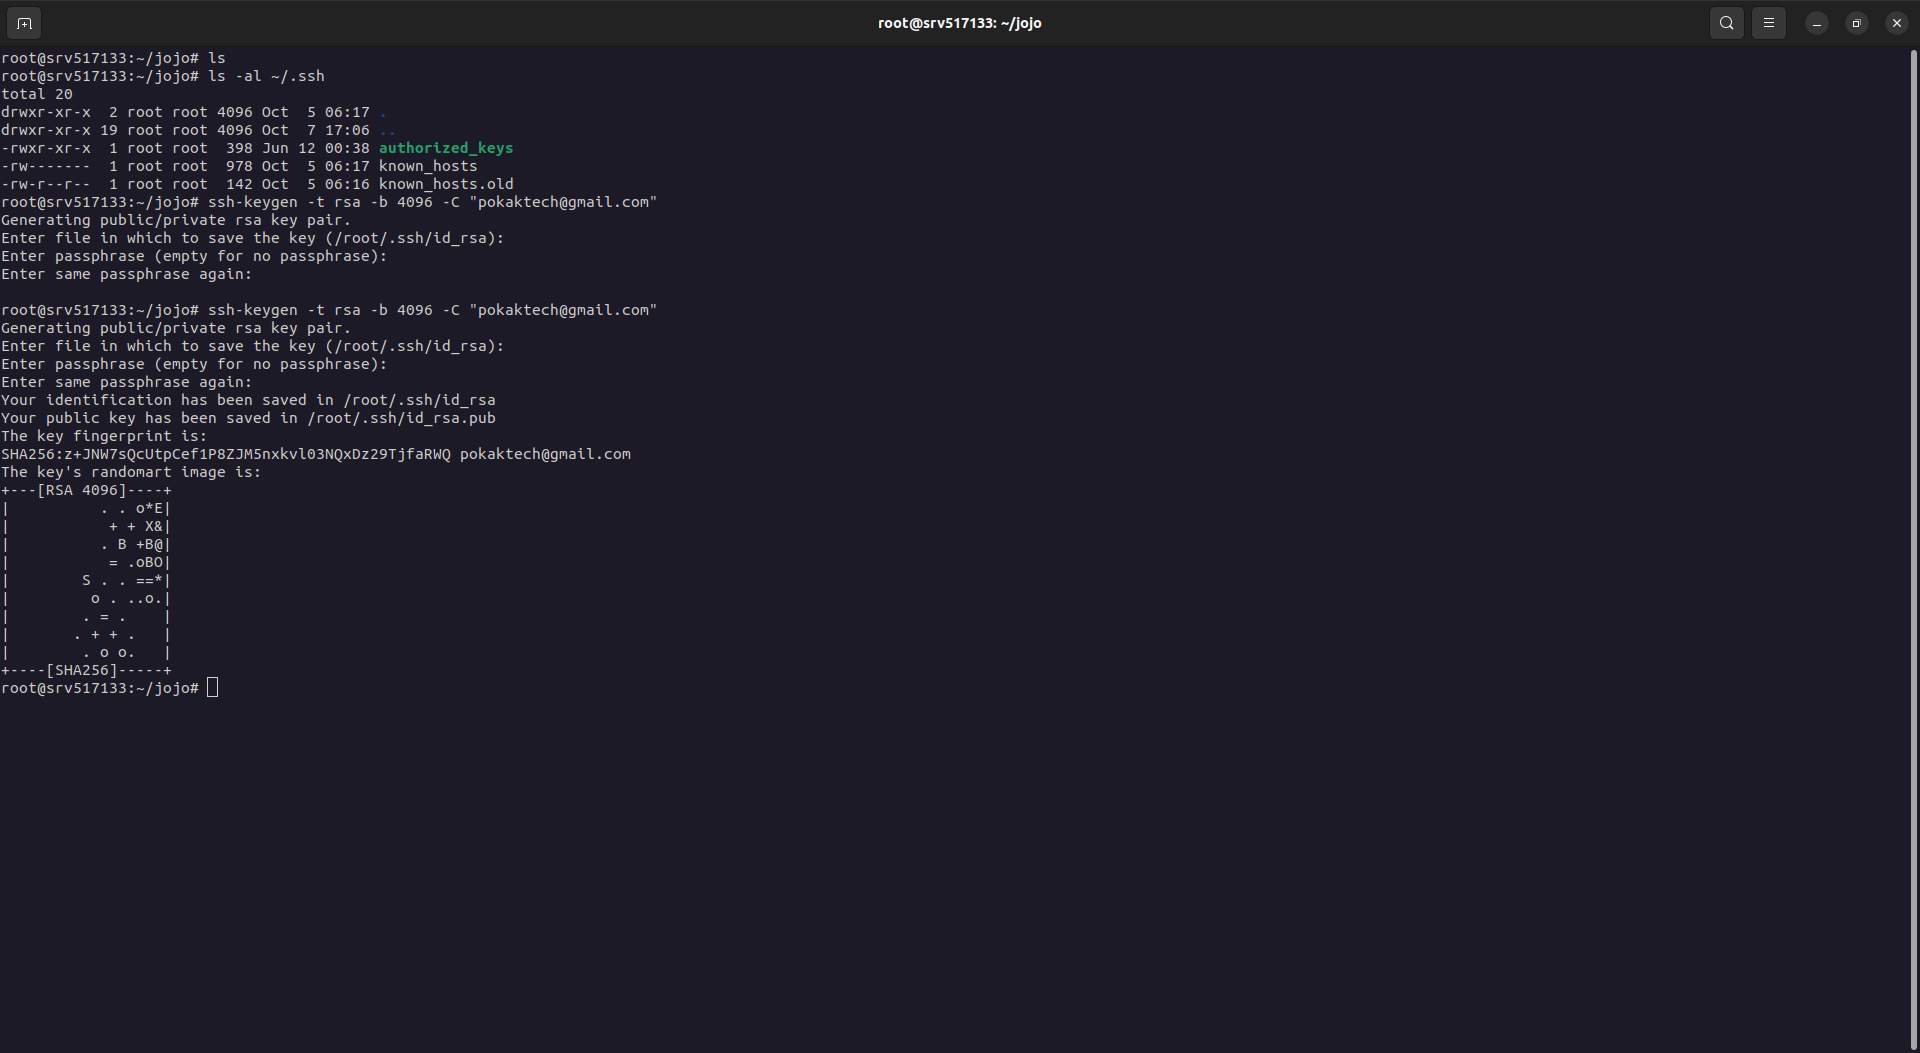 root@srv517133: ~/jojo
root@srv517133:~/jojo# ls
root@srv517133:~/jojo# ls -al ~/.ssh
total 20
drwxr-xr-x  2 root root 4096 Oct  5 06:17 .
drwxr-xr-x 19 root root 4096 Oct  7 17:06 ..
-rwxr-xr-x  1 root root  398 Jun 12 00:38 authorized_keys
-rw-------  1 root root  978 Oct  5 06:17 known_hosts
-rw-r--r--  1 root root  142 Oct  5 06:16 known_hosts.old
root@srv517133:~/jojo# ssh-keygen -t rsa -b 4096 -C "pokaktech@gmail.com"
Generating public/private rsa key pair.
Enter file in which to save the key (/root/.ssh/id_rsa):
Enter passphrase (empty for no passphrase):
Enter same passphrase again:

root@srv517133:~/jojo# ssh-keygen -t rsa -b 4096 -C "pokaktech@gmail.com"
Generating public/private rsa key pair.
Enter file in which to save the key (/root/.ssh/id_rsa):
Enter passphrase (empty for no passphrase):
Enter same passphrase again:
Your identification has been saved in /root/.ssh/id_rsa
Your public key has been saved in /root/.ssh/id_rsa.pub
The key fingerprint is:
SHA256:z+JNW7sQcUtpCef1P8ZJM5nxkvl03NQxDz29TjfaRWQ pokaktech@gmail.com
The key's randomart image is:
+---[RSA 4096]----+
|          . . o*E|
|           + + X&|
|          . B +B@|
|           = .oBO|
|        S . . ==*|
|         o . ..o.|
|        . = .    |
|       . + + .   |
|        . o o.   |
+----[SHA256]-----+
root@srv517133:~/jojo#